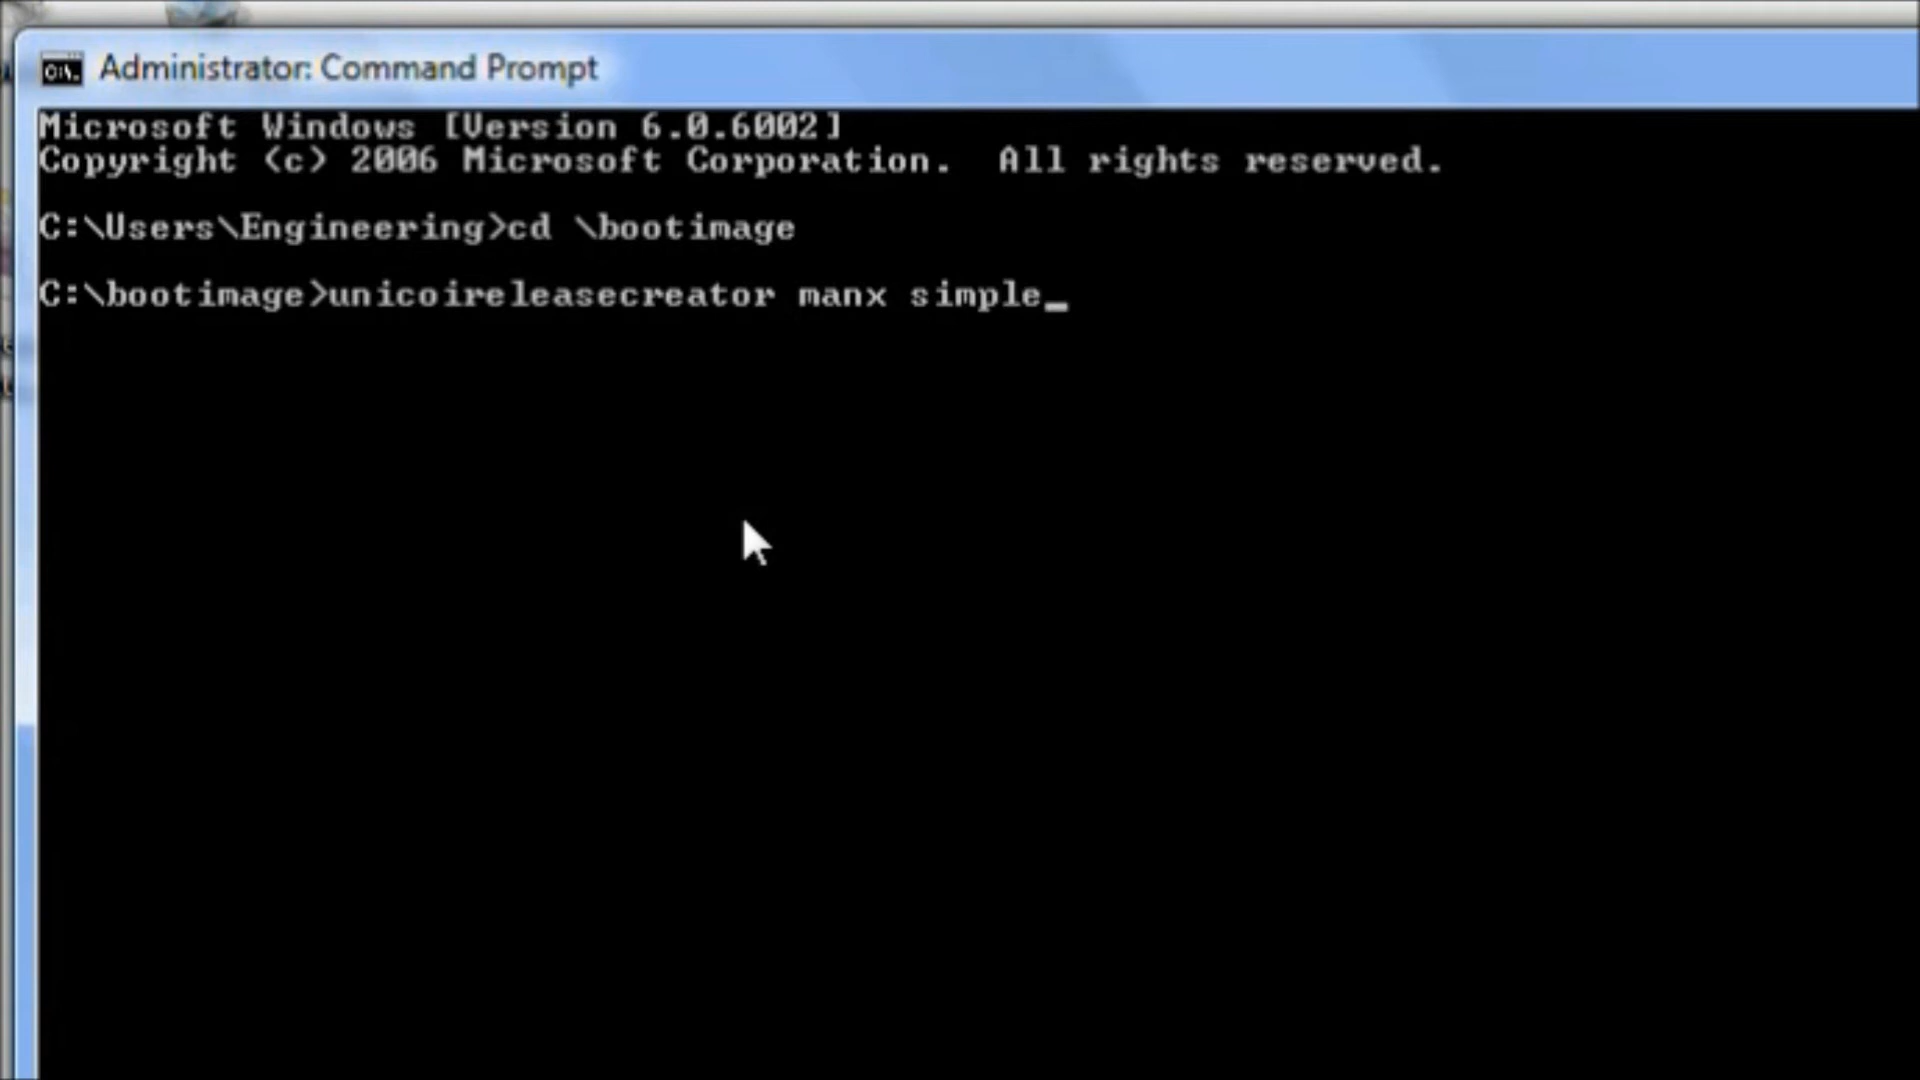 Administrator: Command Prompt
Microsoft Windows [Version 6.0.6002]
Copyright (c) 2006 Microsoft Corporation.  All rights reserved.
C:\Users\Engineering>cd \bootimage
C:\bootimage>unicoireleasecreator manx simple_